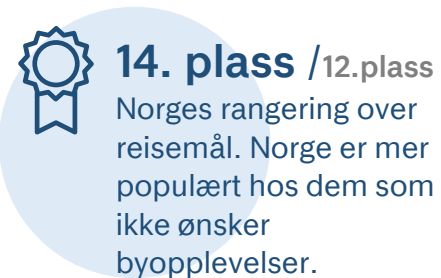 14. plass /12.plass
Norges rangering over
reisemål. Norge er mer
populært hos dem som
ikke ønsker
byopplevelser.